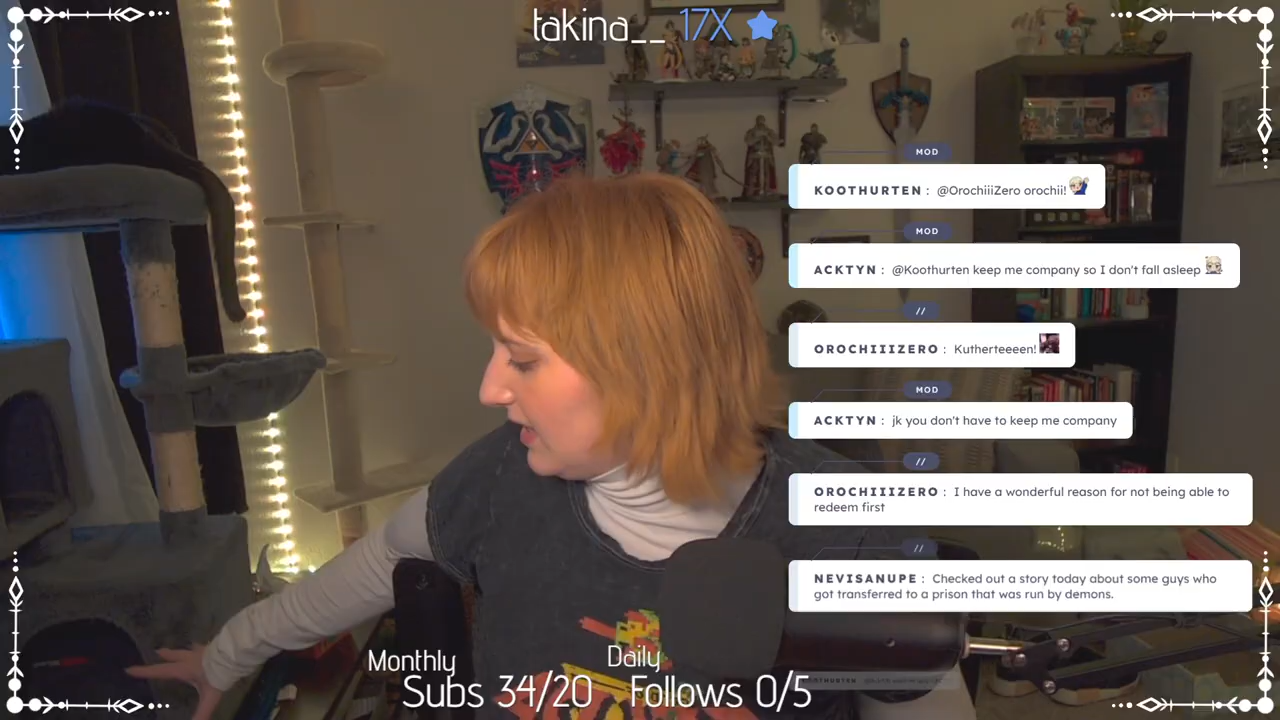 takina__ 17X
MOD
KOOTHURTEN : @OrochiiiZero orochii!
MOD
ACKTYN : @Koothurten keep me company so I don't fall asleep
//
OROCHIIIZERO : Kutherteeeen!
MOD
ACKTYN : jk you don't have to keep me company
//
OROCHIIIZERO : I have a wonderful reason for not being able to
redeem first
//
NEVISANUPE : Checked out a story today about some guys who
got transferred to a prison that was run by demons.
Monthly
Subs 34/20
Daily
Follows 0/5